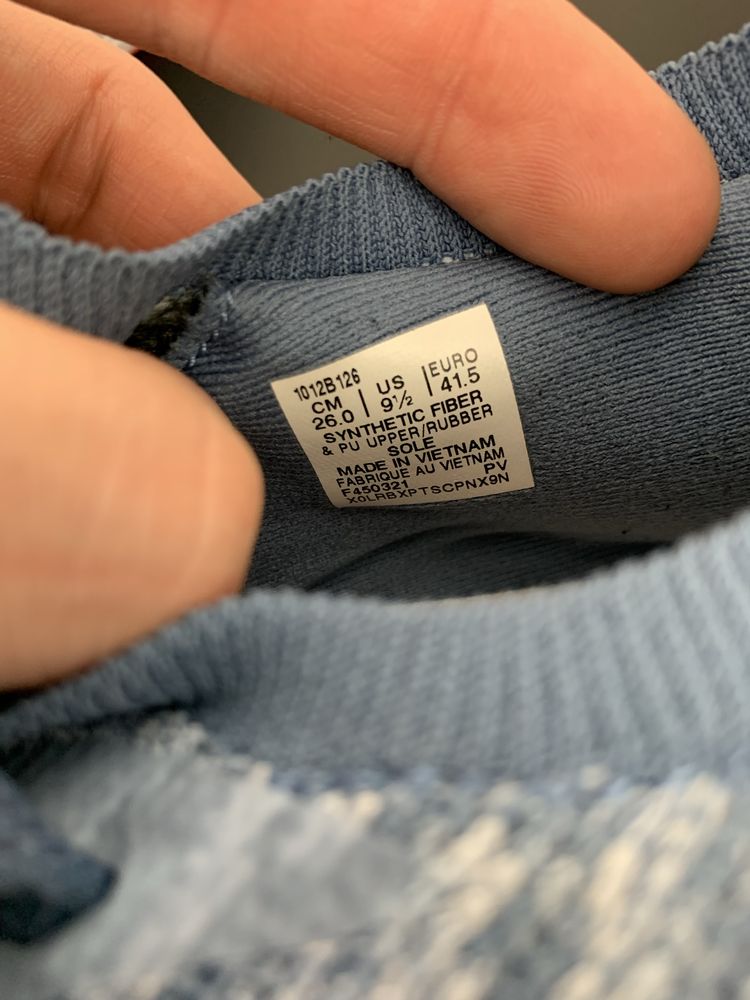 1012B126
CM | US | EURO
26.0 | 9½ | 41.5
SYNTHETIC FIBER
& PU UPPER/RUBBER
SOLE
MADE IN VIETNAM
FABRIQUE AU VIETNAM
F450321 PV
X0LRBXPTSCPNX9N